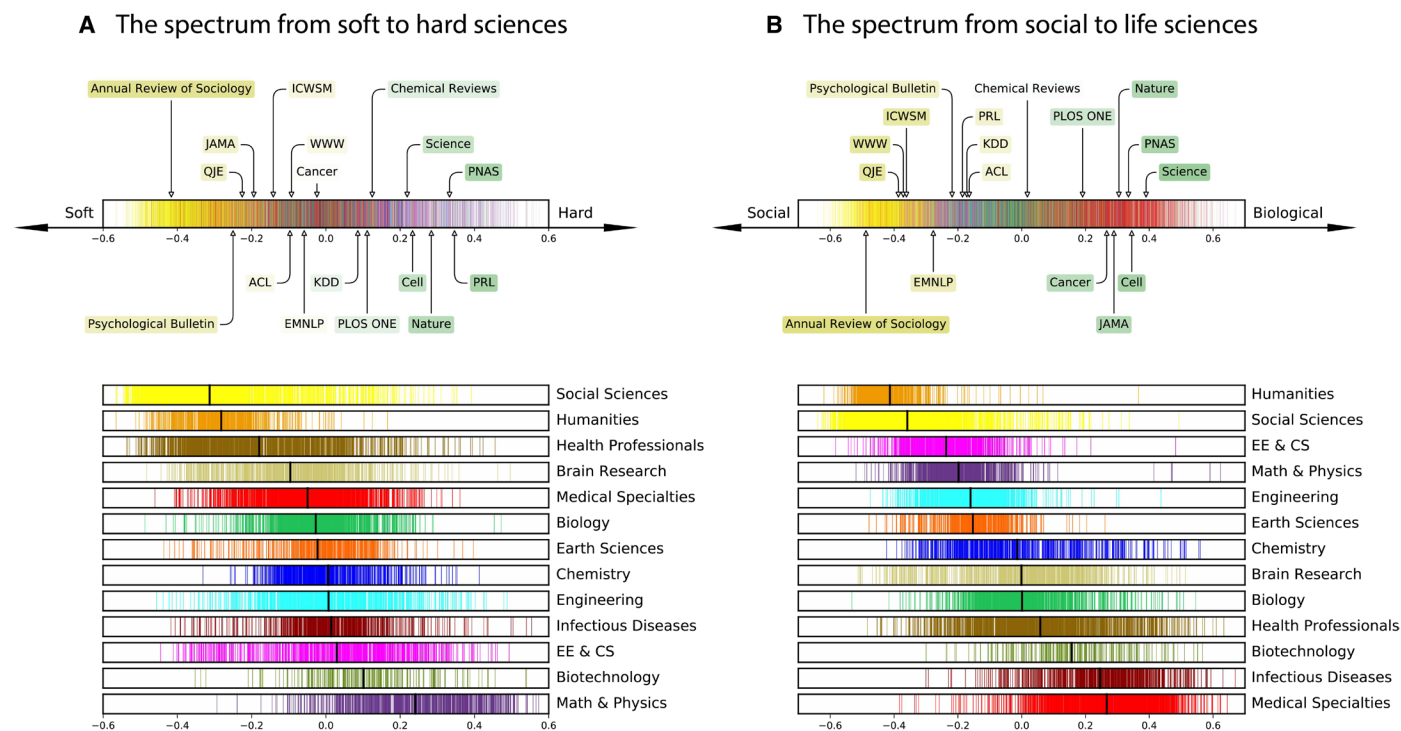 A The spectrum from soft to hard sciences
Annual Review of Sociology ICWSM Chemical Reviews
JAMA WWW Science
QJE Cancer PNAS
Soft Hard
−0.6 −0.4 −0.2 0.0 0.2 0.4 0.6
ACL KDD Cell PRL
Psychological Bulletin EMNLP PLOS ONE Nature
Social Sciences
Humanities
Health Professionals
Brain Research
Medical Specialties
Biology
Earth Sciences
Chemistry
Engineering
Infectious Diseases
EE & CS
Biotechnology
Math & Physics
−0.6 −0.4 −0.2 0.0 0.2 0.4 0.6
B The spectrum from social to life sciences
Psychological Bulletin Chemical Reviews Nature
ICWSM PRL PLOS ONE
WWW KDD PNAS
QJE ACL Science
Social Biological
−0.6 −0.4 −0.2 0.0 0.2 0.4 0.6
EMNLP Cancer Cell
Annual Review of Sociology JAMA
Humanities
Social Sciences
EE & CS
Math & Physics
Engineering
Earth Sciences
Chemistry
Brain Research
Biology
Health Professionals
Biotechnology
Infectious Diseases
Medical Specialties
−0.6 −0.4 −0.2 0.0 0.2 0.4 0.6